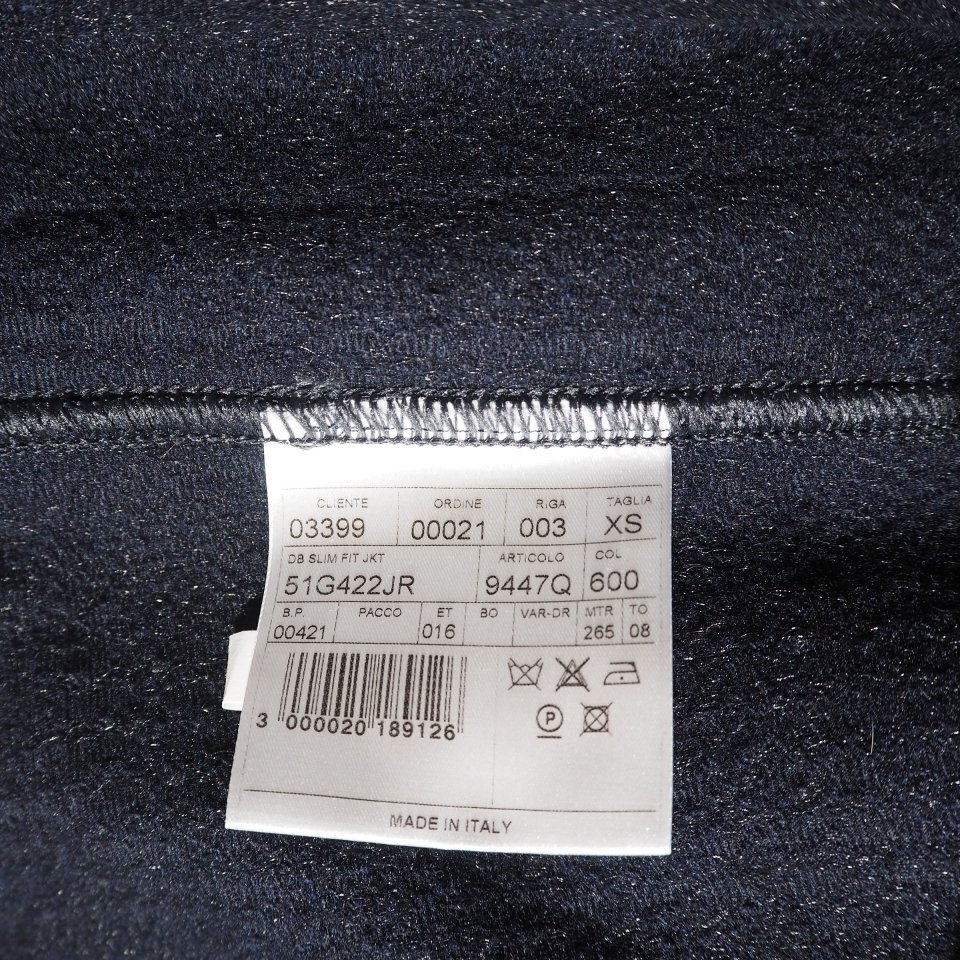 CLIENTE ORDINE RIGA TAGLIA
03399 00021 003 XS
DB SLIM FIT JKT ARTICOLO COL
51G422JR 9447Q 600
B.P. PACCO ET BO VAR-DR MTR TO
00421 016 265 08
P
3 000020 189126
MADE IN ITALY